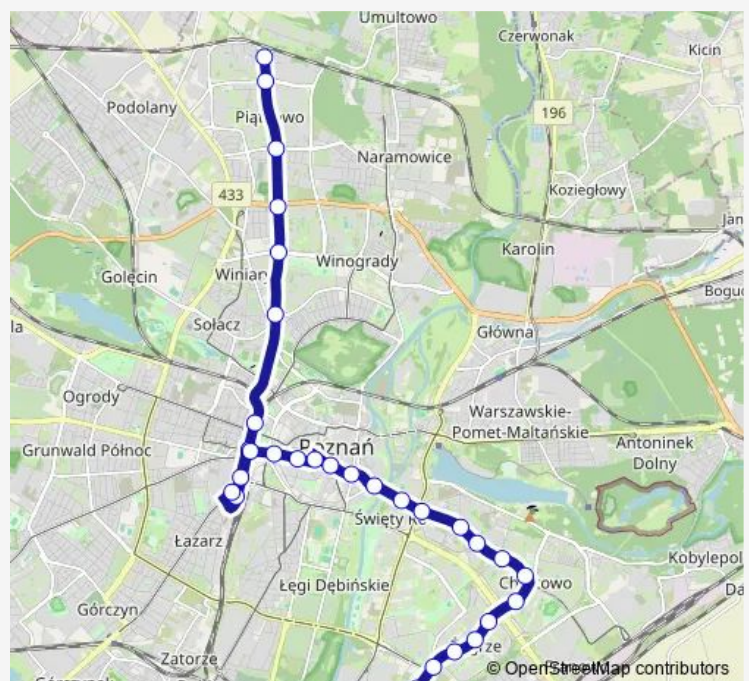 Umultowo
Czerwonak
Kicin
Podolany
196
Naramowice
433
Koziegłowy
Karolin
Golęcin
Winogrady
Sołacz
Główna
Ogrody
Warszawskie-
Pomet-Maltańskie
Poznań
Antoninek
Dolny
Grunwald Północ
Łazarz
Łęgi Dębińskie
Górczyn
Zatorze
© OpenStreetMap contributors